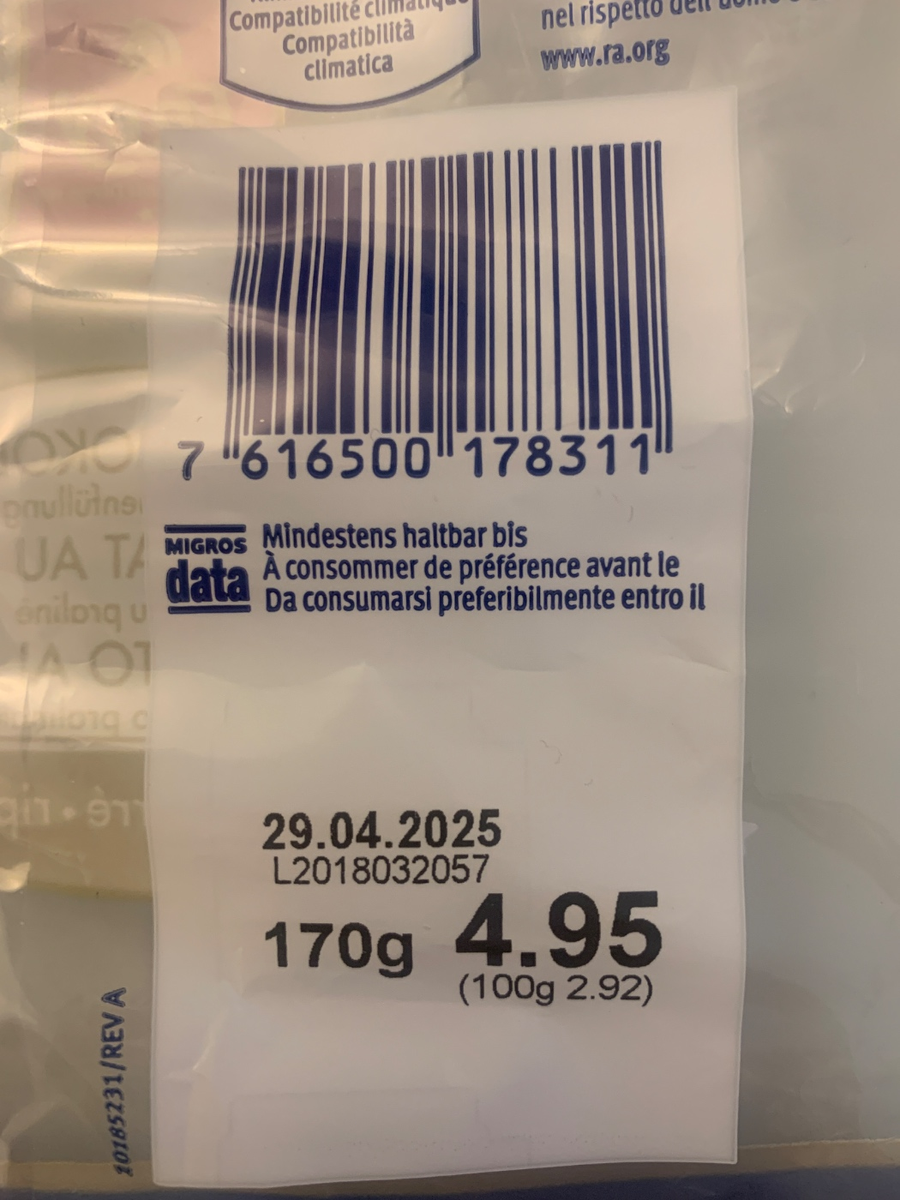 Compatibilité climatique
Compatibilità
climatica
nel rispetto dell'
www.ra.org
7 616500 178311
MIGROS
data
Mindestens haltbar bis
À consommer de préférence avant le
Da consumarsi preferibilmente entro il
29.04.2025
L2018032057
170g 4.95
(100g 2.92)
10185231/REV A